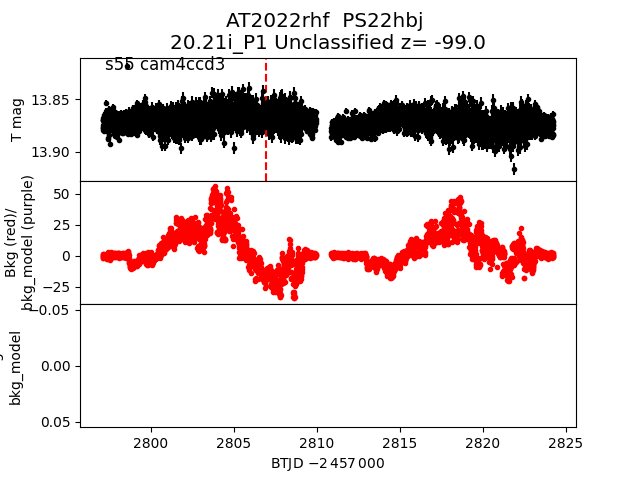 AT2022rhf PS22hbj
20.21i_P1 Unclassified z= -99.0
s55 cam4ccd3
T mag
13.85
13.90
Bkg (red)/
bkg_model (purple)
50
25
0
−25
bkg_model
−0.05
0.00
0.05
2800
2805
2810
2815
2820
2825
BTJD −2 457 000